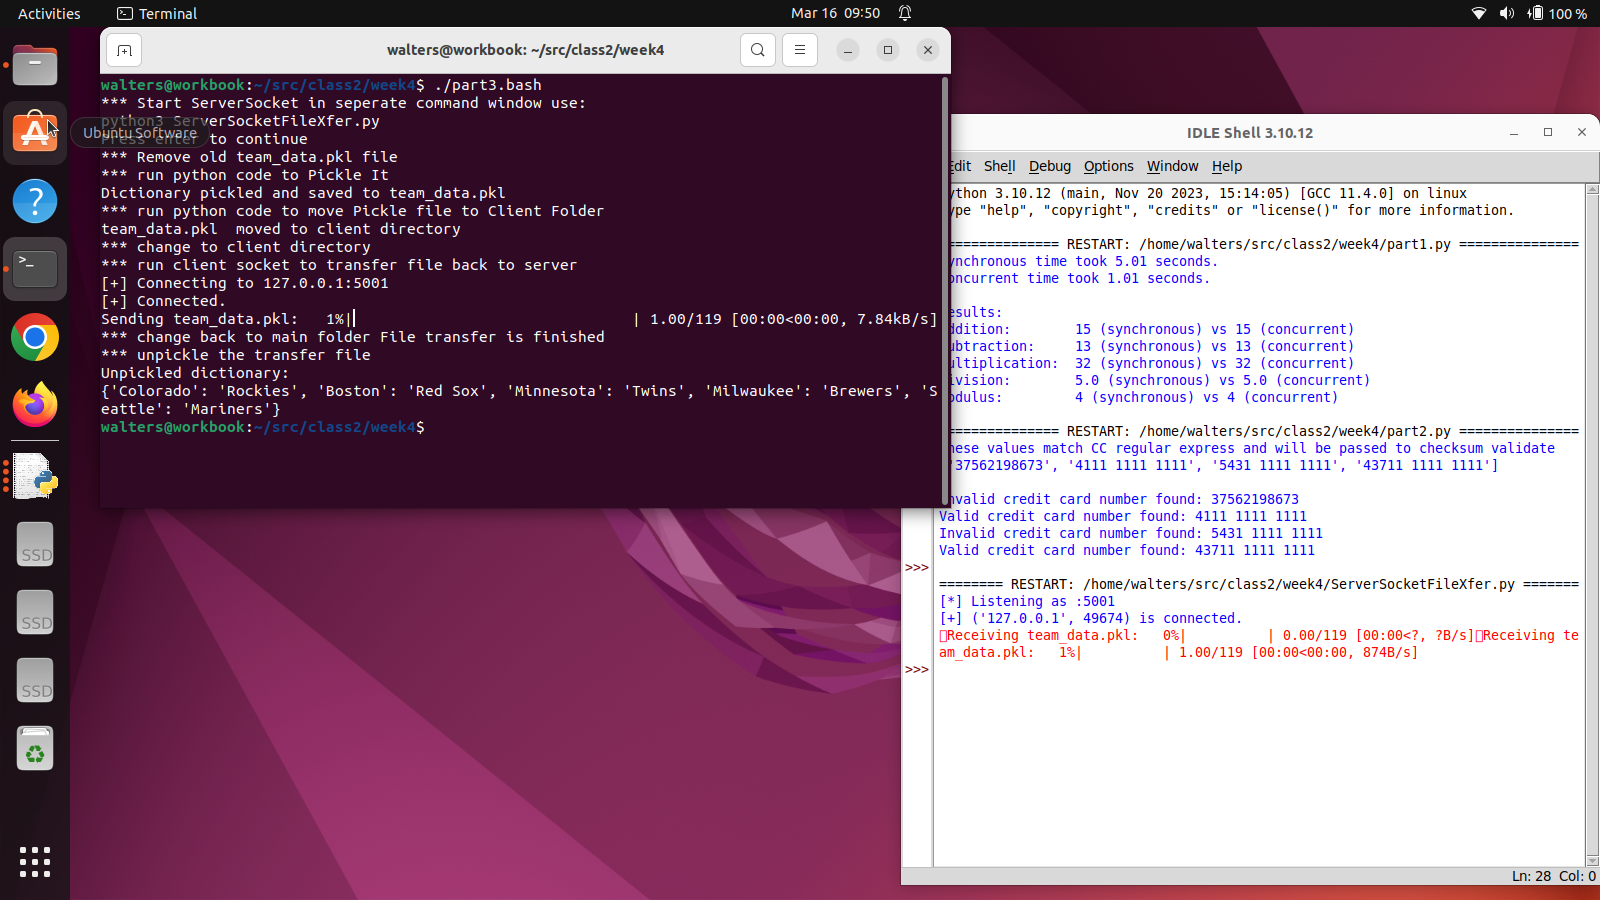 Activities
Terminal
Mar 16 09:50
100 %
walters@workbook: ~/src/class2/week4
walters@workbook:~/src/class2/week4$ ./part3.bash
*** Start ServerSocket in seperate command window use:
python3 ServerSocketFileXfer.py
Ubuntu Software
Press enter to continue
*** Remove old team_data.pkl file
*** run python code to Pickle It
Dictionary pickled and saved to team_data.pkl
*** run python code to move Pickle file to Client Folder
team_data.pkl  moved to client directory
*** change to client directory
*** run client socket to transfer file back to server
[+] Connecting to 127.0.0.1:5001
[+] Connected.
Sending team_data.pkl:   1%| | 1.00/119 [00:00<00:00, 7.84kB/s]
*** change back to main folder File transfer is finished
*** unpickle the transfer file
Unpickled dictionary:
{'Colorado': 'Rockies', 'Boston': 'Red Sox', 'Minnesota': 'Twins', 'Milwaukee': 'Brewers', 'S
eattle': 'Mariners'}
walters@workbook:~/src/class2/week4$
SSD
SSD
SSD
IDLE Shell 3.10.12
dit Shell Debug Options Window Help
ython 3.10.12 (main, Nov 20 2023, 15:14:05) [GCC 11.4.0] on linux
ype "help", "copyright", "credits" or "license()" for more information.
============== RESTART: /home/walters/src/class2/week4/part1.py ===============
ynchronous time took 5.01 seconds.
oncurrent time took 1.01 seconds.
esults:
ddition:        15 (synchronous) vs 15 (concurrent)
ubtraction:     13 (synchronous) vs 13 (concurrent)
ultiplication:  32 (synchronous) vs 32 (concurrent)
ivision:        5.0 (synchronous) vs 5.0 (concurrent)
odulus:         4 (synchronous) vs 4 (concurrent)
============== RESTART: /home/walters/src/class2/week4/part2.py ===============
hese values match CC regular express and will be passed to checksum validate
'37562198673', '4111 1111 1111', '5431 1111 1111', '43711 1111 1111']
nvalid credit card number found: 37562198673
Valid credit card number found: 4111 1111 1111
Invalid credit card number found: 5431 1111 1111
Valid credit card number found: 43711 1111 1111
>>>
======== RESTART: /home/walters/src/class2/week4/ServerSocketFileXfer.py =======
[*] Listening as :5001
[+] ('127.0.0.1', 49674) is connected.
Receiving team_data.pkl:   0%|          | 0.00/119 [00:00<?, ?B/s]Receiving te
am_data.pkl:   1%|          | 1.00/119 [00:00<00:00, 874B/s]
>>>
Ln: 28 Col: 0